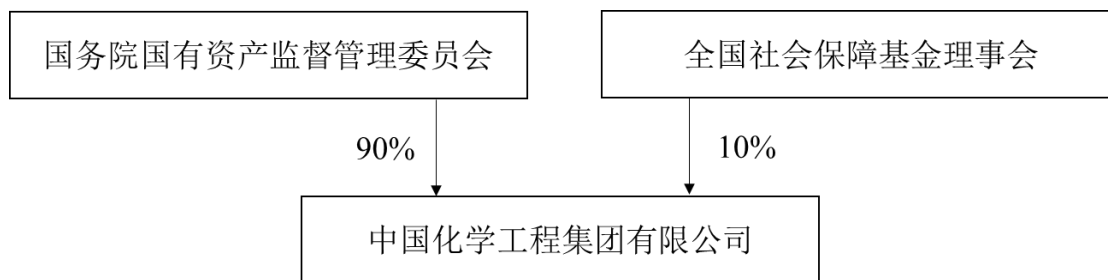 国务院国有资产监督管理委员会
全国社会保障基金理事会
90%
10%
中国化学工程集团有限公司